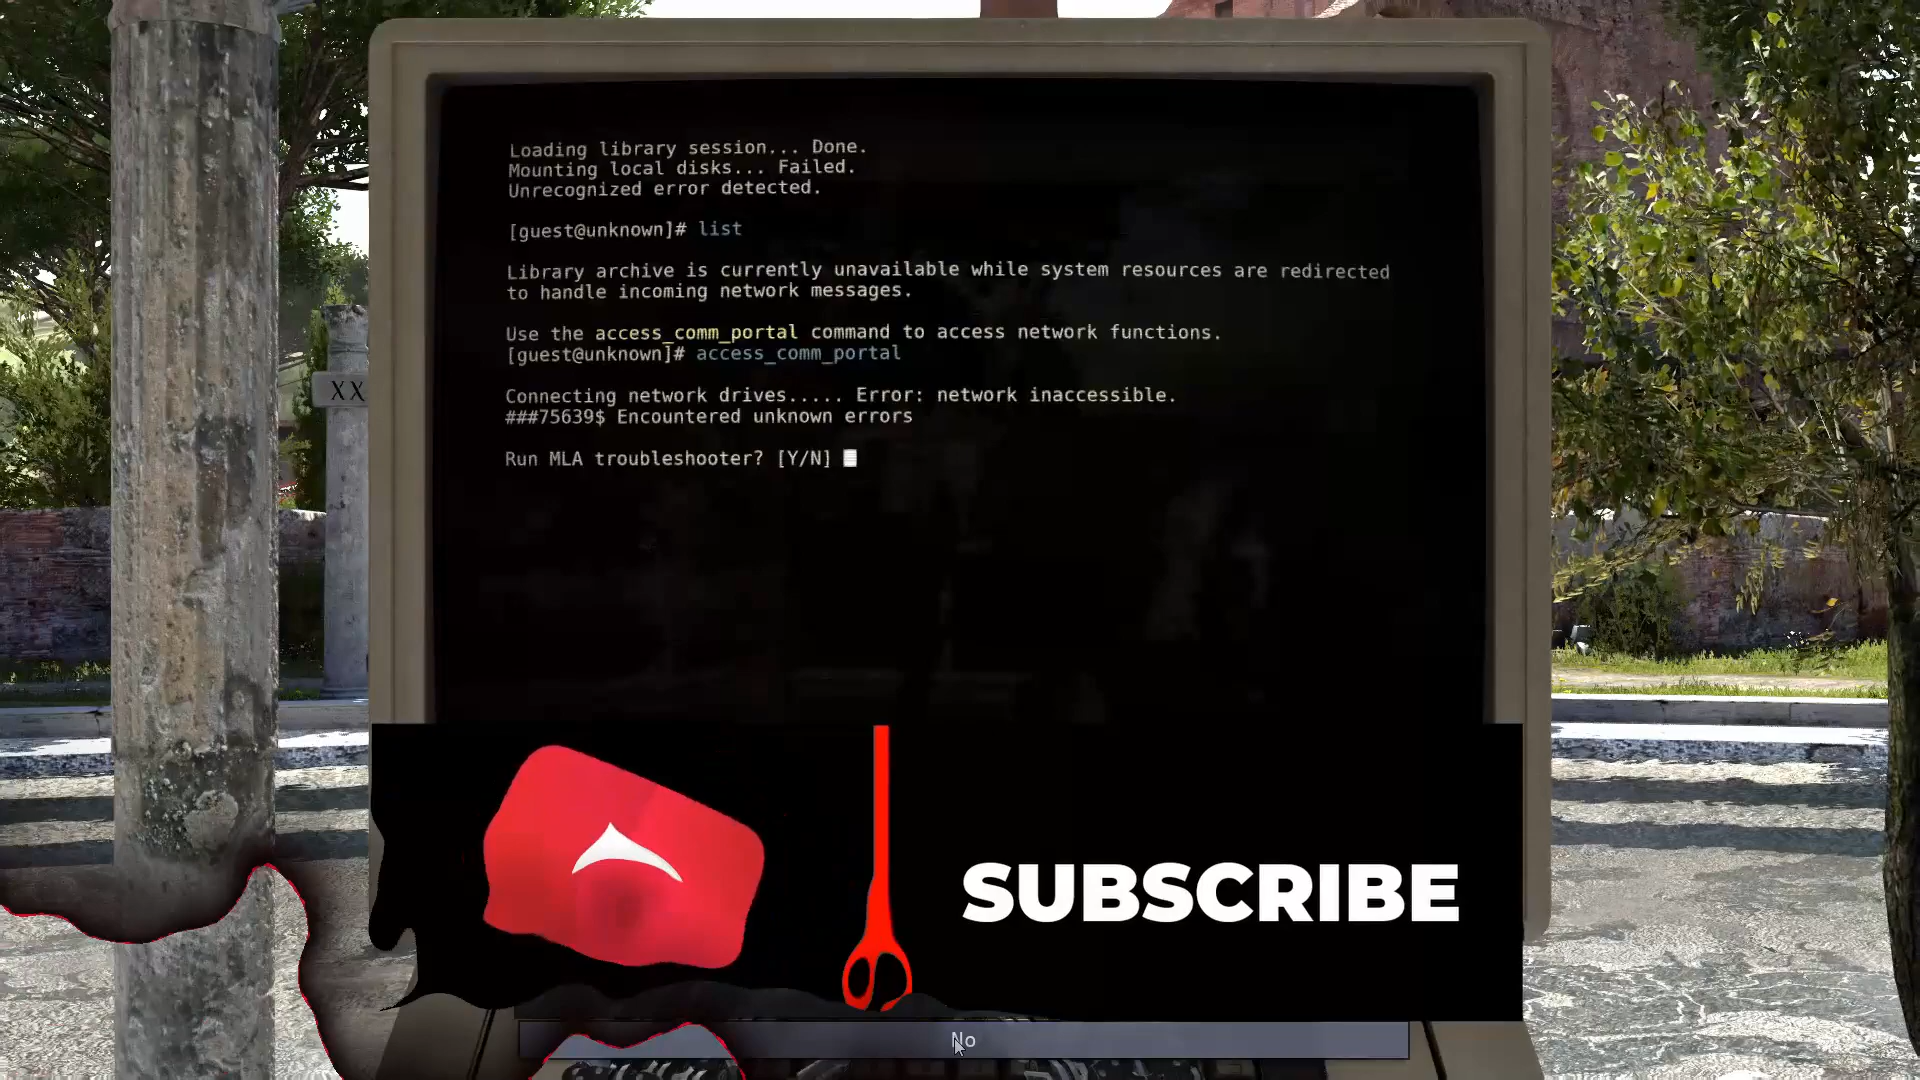 Loading library session... Done.
Mounting local disks... Failed.
Unrecognized error detected.
[guest@unknown]# list
Library archive is currently unavailable while system resources are redirected
to handle incoming network messages.
Use the access_comm_portal command to access network functions.
[guest@unknown]# access_comm_portal
XX
Connecting network drives..... Error: network inaccessible.
###75639$ Encountered unknown errors
Run MLA troubleshooter? [Y/N]
SUBSCRIBE
No